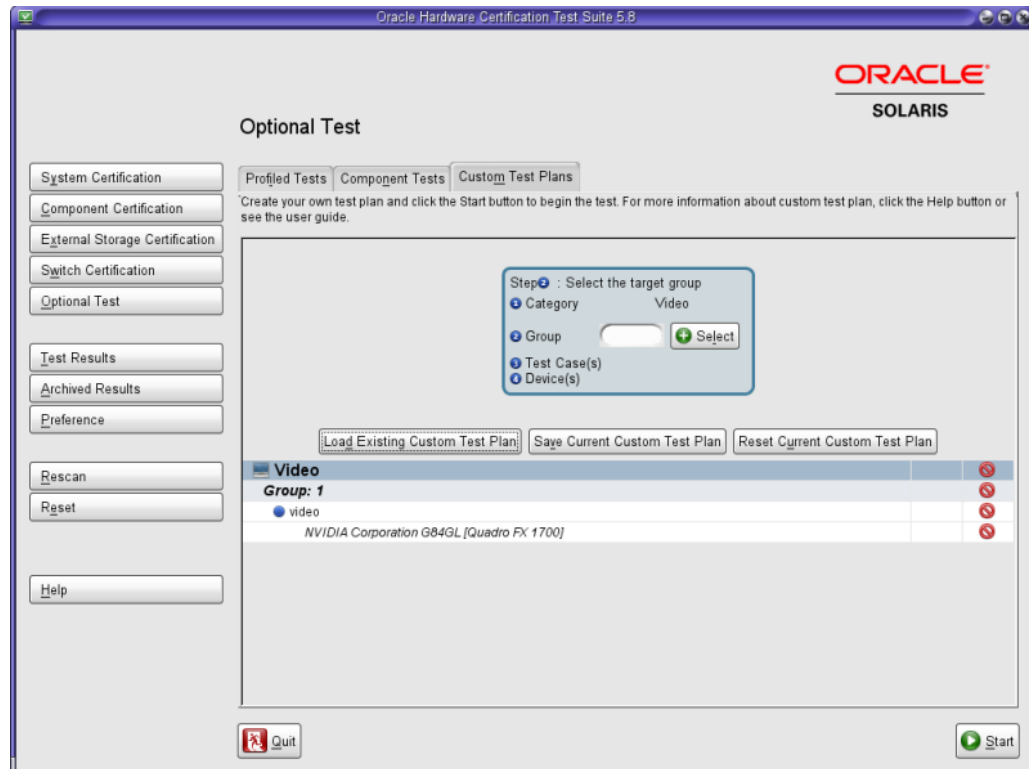 Oracle Hardware Certification Test Suite 5.8
ORACLE
SOLARIS
Optional Test
System Certification
Component Certification
External Storage Certification
Switch Certification
Optional Test
Test Results
Archived Results
Preference
Rescan
Reset
Help
Profiled Tests Component Tests Custom Test Plans
Create your own test plan and click the Start button to begin the test. For more information about custom test plan, click the Help button or
see the user guide.
Step2 : Select the target group
1 Category Video
2 Group Select
3 Test Case(s)
4 Device(s)
Load Existing Custom Test Plan Save Current Custom Test Plan Reset Current Custom Test Plan
Video
Group: 1
video
NVIDIA Corporation G84GL [Quadro FX 1700]
Quit Start